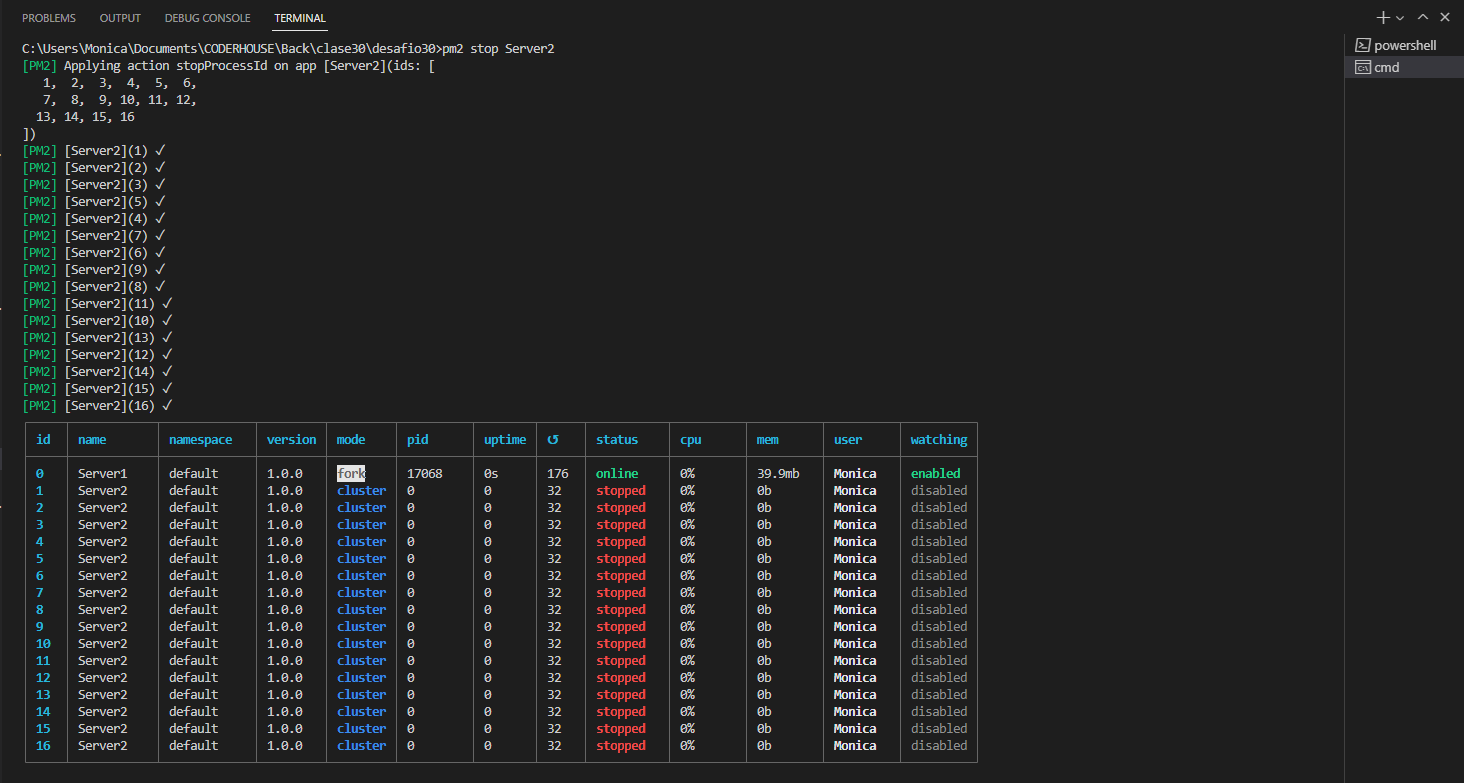 PROBLEMS OUTPUT DEBUG CONSOLE TERMINAL
C:\Users\Monica\Documents\CODERHOUSE\Back\clase30\desafio30>pm2 stop Server2
[PM2] Applying action stopProcessId on app [Server2](ids: [
1, 2, 3, 4, 5, 6,
7, 8, 9, 10, 11, 12,
13, 14, 15, 16
])
[PM2] [Server2](1) ✓
[PM2] [Server2](2) ✓
[PM2] [Server2](3) ✓
[PM2] [Server2](5) ✓
[PM2] [Server2](4) ✓
[PM2] [Server2](7) ✓
[PM2] [Server2](6) ✓
[PM2] [Server2](9) ✓
[PM2] [Server2](8) ✓
[PM2] [Server2](11) ✓
[PM2] [Server2](10) ✓
[PM2] [Server2](13) ✓
[PM2] [Server2](12) ✓
[PM2] [Server2](14) ✓
[PM2] [Server2](15) ✓
[PM2] [Server2](16) ✓
id name namespace version mode pid uptime ↺ status cpu mem user watching
0 Server1 default 1.0.0 fork 17068 0s 176 online 0% 39.9mb Monica enabled
1 Server2 default 1.0.0 cluster 0 0 32 stopped 0% 0b Monica disabled
2 Server2 default 1.0.0 cluster 0 0 32 stopped 0% 0b Monica disabled
3 Server2 default 1.0.0 cluster 0 0 32 stopped 0% 0b Monica disabled
4 Server2 default 1.0.0 cluster 0 0 32 stopped 0% 0b Monica disabled
5 Server2 default 1.0.0 cluster 0 0 32 stopped 0% 0b Monica disabled
6 Server2 default 1.0.0 cluster 0 0 32 stopped 0% 0b Monica disabled
7 Server2 default 1.0.0 cluster 0 0 32 stopped 0% 0b Monica disabled
8 Server2 default 1.0.0 cluster 0 0 32 stopped 0% 0b Monica disabled
9 Server2 default 1.0.0 cluster 0 0 32 stopped 0% 0b Monica disabled
10 Server2 default 1.0.0 cluster 0 0 32 stopped 0% 0b Monica disabled
11 Server2 default 1.0.0 cluster 0 0 32 stopped 0% 0b Monica disabled
12 Server2 default 1.0.0 cluster 0 0 32 stopped 0% 0b Monica disabled
13 Server2 default 1.0.0 cluster 0 0 32 stopped 0% 0b Monica disabled
14 Server2 default 1.0.0 cluster 0 0 32 stopped 0% 0b Monica disabled
15 Server2 default 1.0.0 cluster 0 0 32 stopped 0% 0b Monica disabled
16 Server2 default 1.0.0 cluster 0 0 32 stopped 0% 0b Monica disabled
powershell
cmd